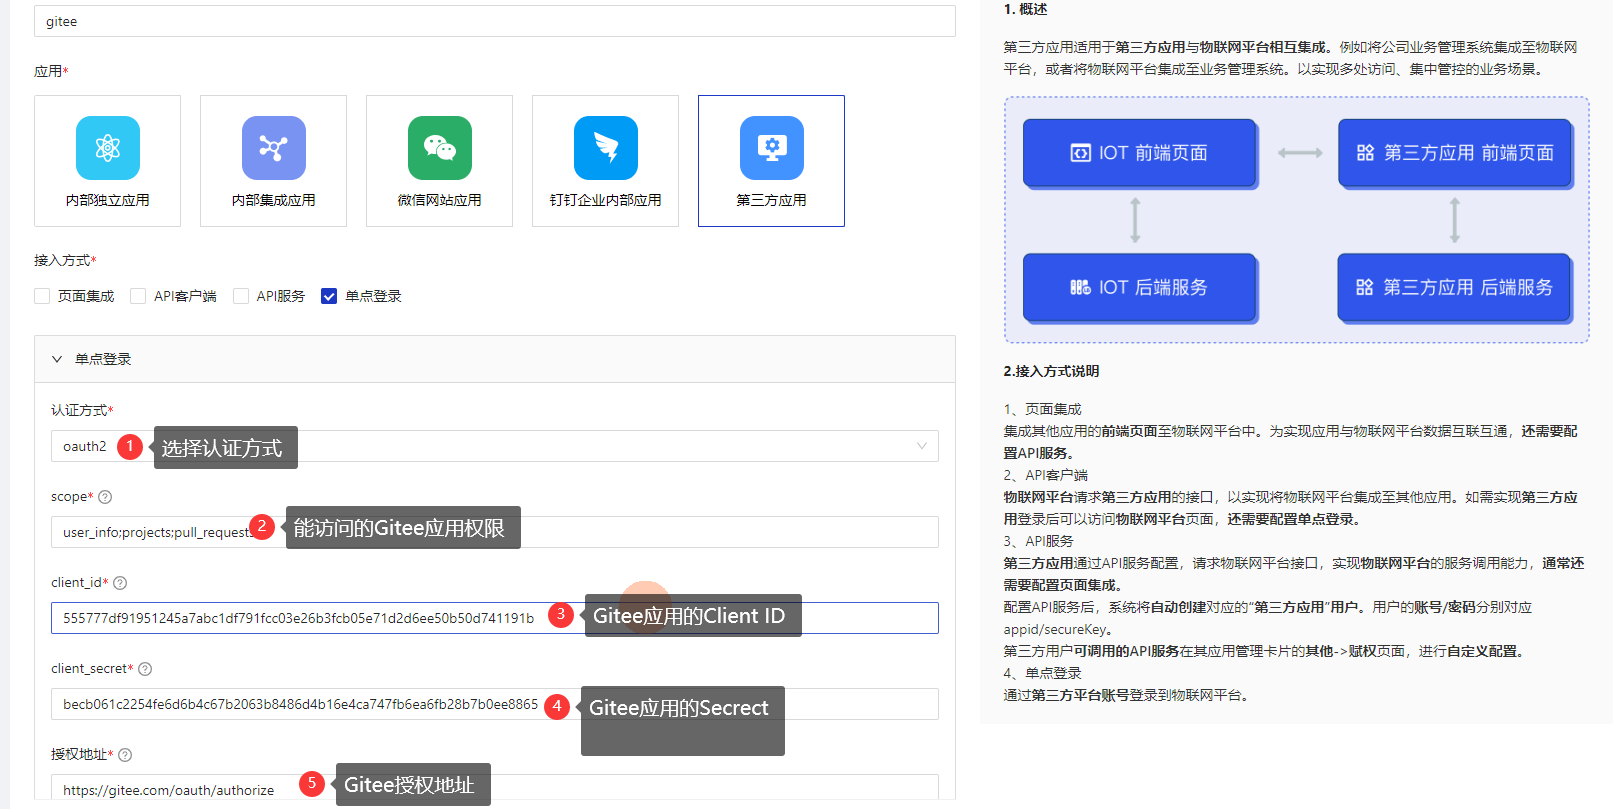 gitee
应用*
内部独立应用
内部集成应用
微信网站应用
钉钉企业内部应用
第三方应用
接入方式*
页面集成
API客户端
API服务
单点登录
单点登录
认证方式*
oauth2
1
选择认证方式
scope*
user_info;projects;pull_requests
2
能访问的Gitee应用权限
client_id*
555777df91951245a7abc1df791fcc03e26b3fcb05e71d2d6ee50b50d741191b
3
Gitee应用的Client ID
client_secret*
becb061c2254fe6d6b4c67b2063b8486d4b16e4ca747fb6ea6fb28b7b0ee8865
4
Gitee应用的Secrect
授权地址*
https://gitee.com/oauth/authorize
5
Gitee授权地址
1. 概述
第三方应用适用于第三方应用与物联网平台相互集成。例如将公司业务管理系统集成至物联网
平台，或者将物联网平台集成至业务管理系统。以实现多处访问、集中管控的业务场景。
IOT 前端页面
第三方应用 前端页面
IOT 后端服务
第三方应用 后端服务
2.接入方式说明
1、页面集成
集成其他应用的前端页面至物联网平台中。为实现应用与物联网平台数据互联互通，还需要配
置API服务。
2、API客户端
物联网平台请求第三方应用的接口，以实现将物联网平台集成至其他应用。如需实现第三方应
用登录后可以访问物联网平台页面，还需要配置单点登录。
3、API服务
第三方应用通过API服务配置，请求物联网平台接口，实现物联网平台的服务调用能力，通常还
需要配置页面集成。
配置API服务后，系统将自动创建对应的“第三方应用”用户。用户的账号/密码分别对应
appid/secureKey。
第三方用户可调用的API服务在其应用管理卡片的其他->赋权页面，进行自定义配置。
4、单点登录
通过第三方平台账号登录到物联网平台。